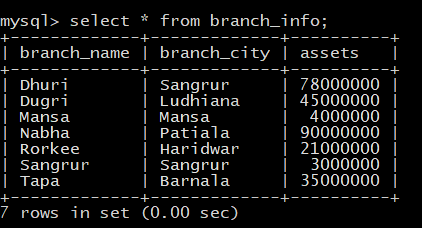 mysql> select * from branch_info;
+-------------+-------------+----------+
| branch_name | branch_city | assets   |
+-------------+-------------+----------+
| Dhuri       | Sangrur     | 78000000 |
| Dugri       | Ludhiana    | 45000000 |
| Mansa       | Mansa       |  4000000 |
| Nabha       | Patiala     | 90000000 |
| Rorkee      | Haridwar    | 21000000 |
| Sangrur     | Sangrur     |  3000000 |
| Tapa        | Barnala     | 35000000 |
+-------------+-------------+----------+
7 rows in set (0.00 sec)